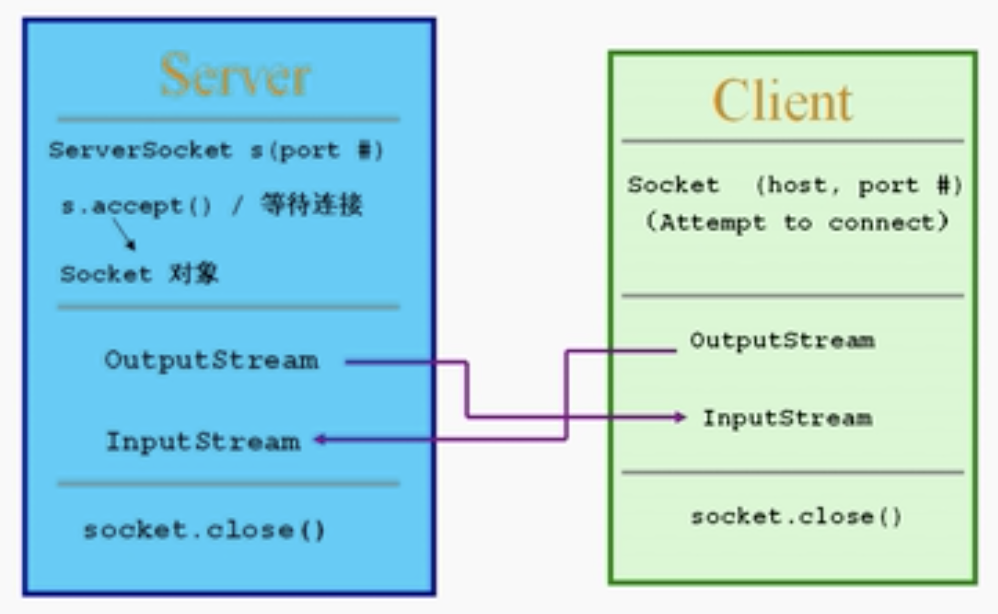 Server
ServerSocket s(port #)
s.accept() / 等待连接
Socket 对象
OutputStream
InputStream
socket.close()
Client
Socket (host, port #)
(Attempt to connect)
OutputStream
InputStream
socket.close()